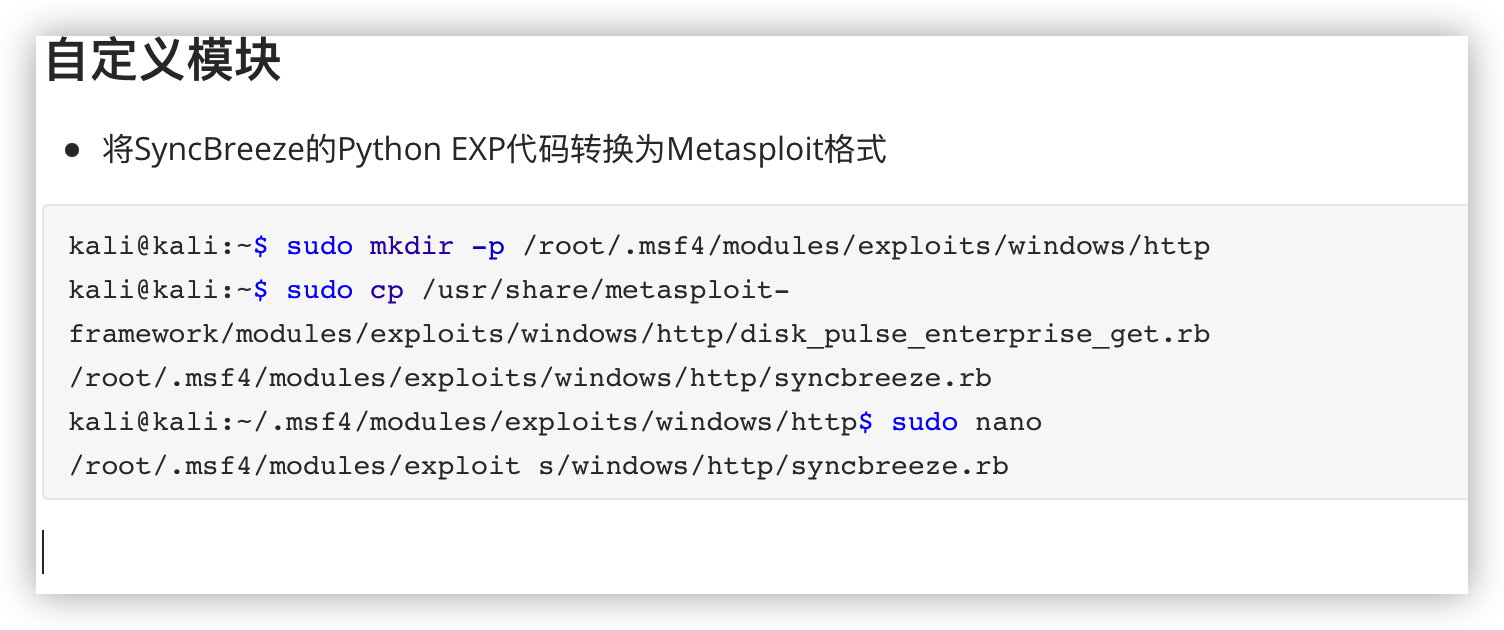 自定义模块
将SyncBreeze的Python EXP代码转换为Metasploit格式
kali@kali:~$ sudo mkdir -p /root/.msf4/modules/exploits/windows/http
kali@kali:~$ sudo cp /usr/share/metasploit-
framework/modules/exploits/windows/http/disk_pulse_enterprise_get.rb
/root/.msf4/modules/exploits/windows/http/syncbreeze.rb
kali@kali:~/.msf4/modules/exploits/windows/http$ sudo nano
/root/.msf4/modules/exploit s/windows/http/syncbreeze.rb